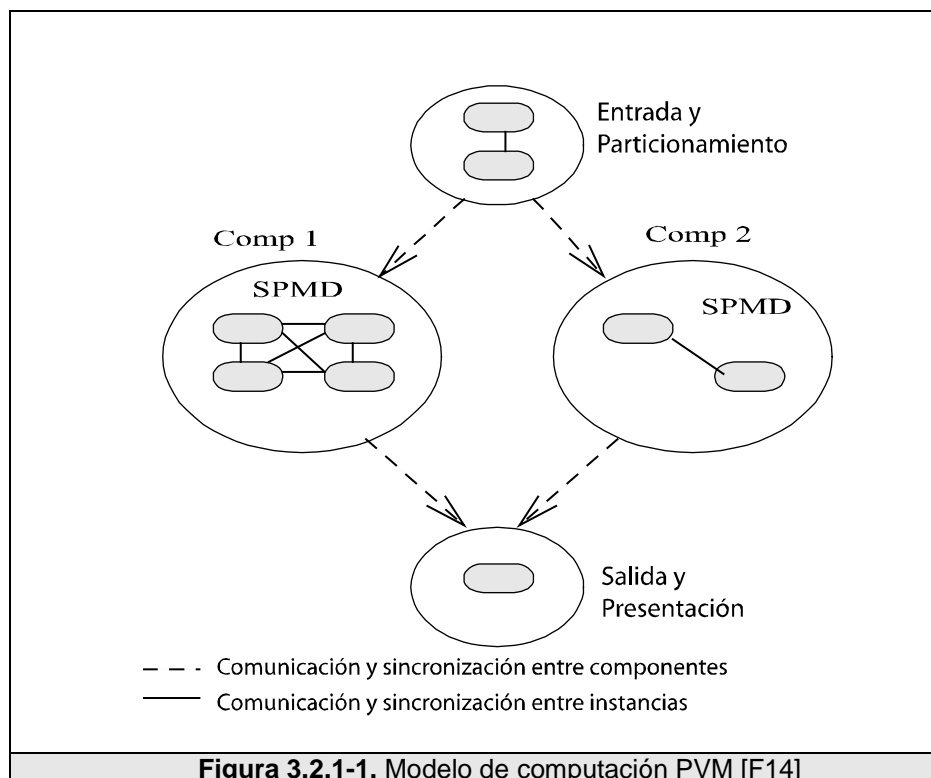 Entrada y
Particionamiento
Comp 1
Comp 2
SPMD
SPMD
Salida y
Presentación
Comunicación y sincronización entre componentes
Comunicación y sincronización entre instancias
Figura 3.2.1-1. Modelo de computación PVM [F14]